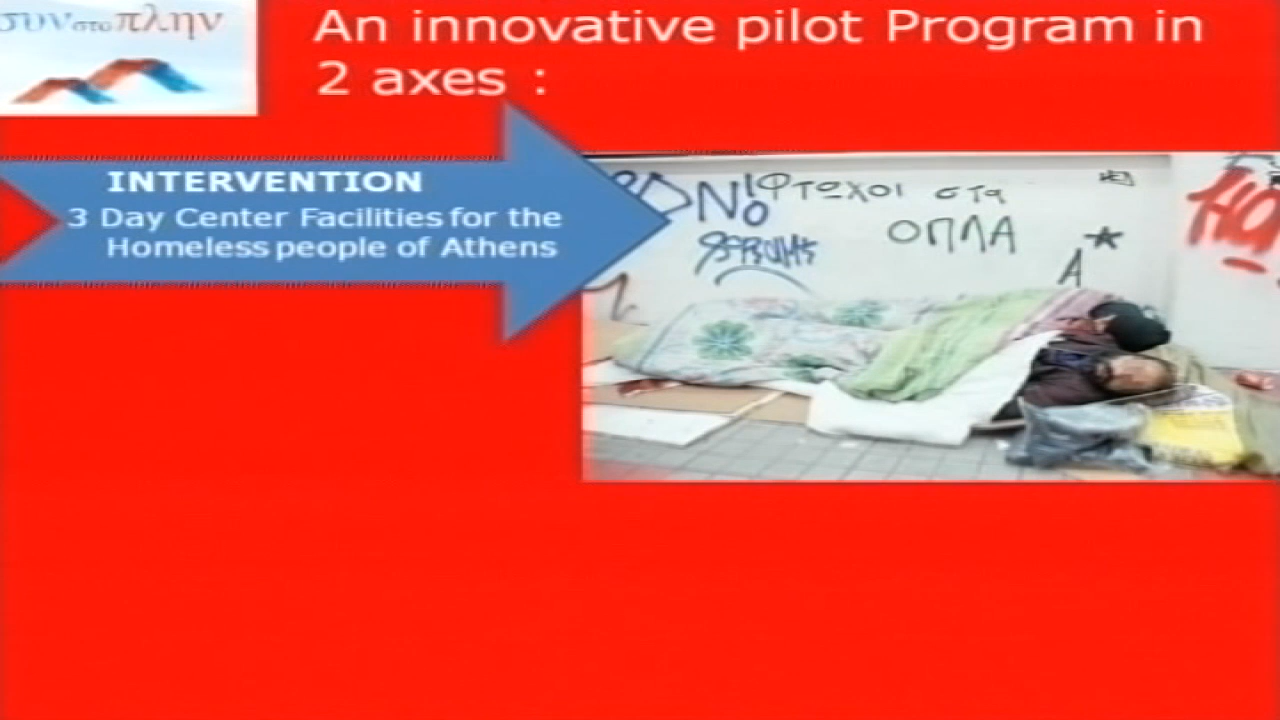 συνστοπλην
An innovative pilot Program in
2 axes :
INTERVENTION
3 Day Center Facilities for the
Homeless people of Athens
ΦΤΩΧΟΙ στα
ΟΠΛΑ
Α